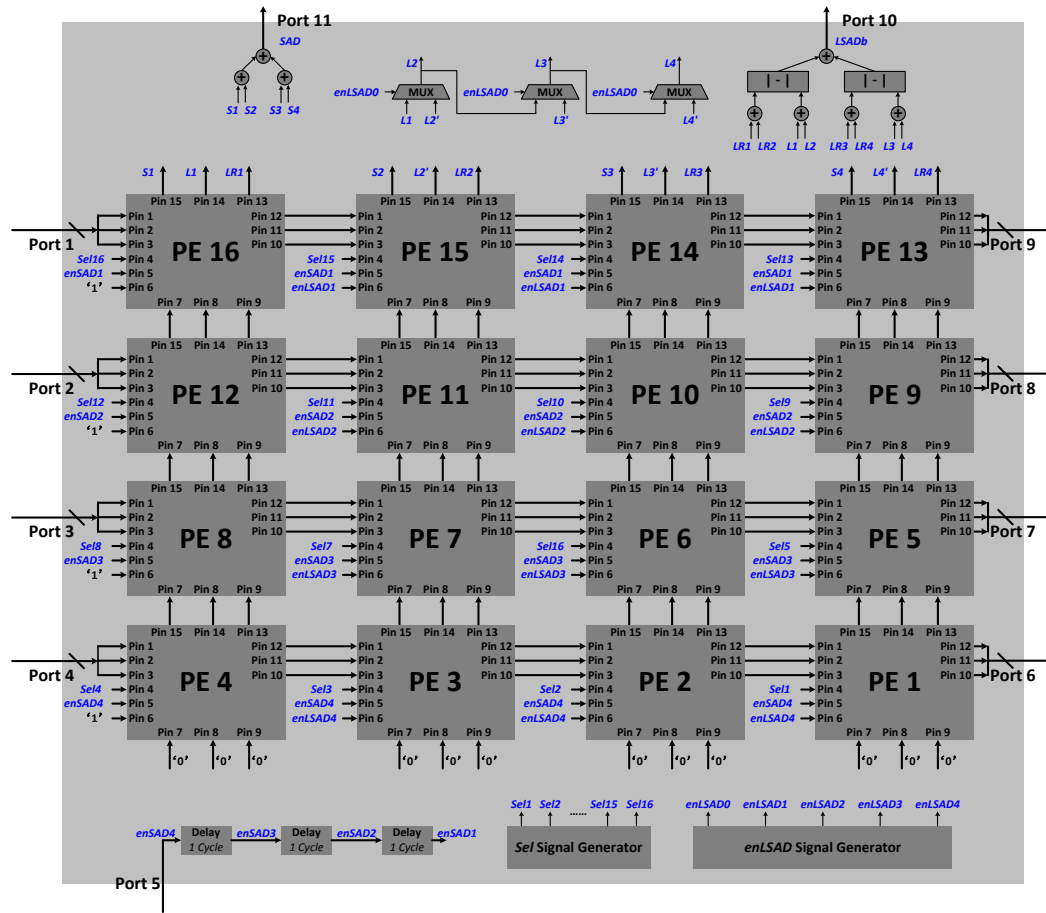 Port 11
Port 10
SAD
LSADb
L2 L3 L4
+ + + +
| - | | - |
enLSAD0 MUX enLSAD0 MUX enLSAD0 MUX
S1 S2 S3 S4
L1 L2' L3' L4'
+ + + +
LR1 LR2 L1 L2 LR3 LR4 L3 L4
S1 L1 LR1 S2 L2' LR2 S3 L3' LR3 S4 L4' LR4
Pin 15 Pin 14 Pin 13 Pin 15 Pin 14 Pin 13 Pin 15 Pin 14 Pin 13 Pin 15 Pin 14 Pin 13
Pin 1 Pin 12 Pin 1 Pin 12 Pin 1 Pin 12 Pin 1 Pin 12
Pin 2 Pin 11 Pin 2 Pin 11 Pin 2 Pin 11 Pin 2 Pin 11
Port 1 Pin 3 PE 16 Pin 10 Pin 3 PE 15 Pin 10 Pin 3 PE 14 Pin 10 Pin 3 PE 13 Pin 10 Port 9
Sel16 Pin 4 Sel15 Pin 4 Sel14 Pin 4 Sel13 Pin 4
enSAD1 Pin 5 enSAD1 Pin 5 enSAD1 Pin 5 enSAD1 Pin 5
‘1’ Pin 6 enLSAD1 Pin 6 enLSAD1 Pin 6 enLSAD1 Pin 6
Pin 7 Pin 8 Pin 9 Pin 7 Pin 8 Pin 9 Pin 7 Pin 8 Pin 9 Pin 7 Pin 8 Pin 9
Pin 15 Pin 14 Pin 13 Pin 15 Pin 14 Pin 13 Pin 15 Pin 14 Pin 13 Pin 15 Pin 14 Pin 13
Pin 1 Pin 12 Pin 1 Pin 12 Pin 1 Pin 12 Pin 1 Pin 12
Pin 2 Pin 11 Pin 2 Pin 11 Pin 2 Pin 11 Pin 2 Pin 11
Port 2 Pin 3 PE 12 Pin 10 Pin 3 PE 11 Pin 10 Pin 3 PE 10 Pin 10 Pin 3 PE 9 Pin 10 Port 8
Sel12 Pin 4 Sel11 Pin 4 Sel10 Pin 4 Sel9 Pin 4
enSAD2 Pin 5 enSAD2 Pin 5 enSAD2 Pin 5 enSAD2 Pin 5
‘1’ Pin 6 enLSAD2 Pin 6 enLSAD2 Pin 6 enLSAD2 Pin 6
Pin 7 Pin 8 Pin 9 Pin 7 Pin 8 Pin 9 Pin 7 Pin 8 Pin 9 Pin 7 Pin 8 Pin 9
Pin 15 Pin 14 Pin 13 Pin 15 Pin 14 Pin 13 Pin 15 Pin 14 Pin 13 Pin 15 Pin 14 Pin 13
Pin 1 Pin 12 Pin 1 Pin 12 Pin 1 Pin 12 Pin 1 Pin 12
Pin 2 Pin 11 Pin 2 Pin 11 Pin 2 Pin 11 Pin 2 Pin 11
Port 3 Pin 3 PE 8 Pin 10 Pin 3 PE 7 Pin 10 Pin 3 PE 6 Pin 10 Pin 3 PE 5 Pin 10 Port 7
Sel8 Pin 4 Sel7 Pin 4 Sel16 Pin 4 Sel5 Pin 4
enSAD3 Pin 5 enSAD3 Pin 5 enSAD3 Pin 5 enSAD3 Pin 5
‘1’ Pin 6 enLSAD3 Pin 6 enLSAD3 Pin 6 enLSAD3 Pin 6
Pin 7 Pin 8 Pin 9 Pin 7 Pin 8 Pin 9 Pin 7 Pin 8 Pin 9 Pin 7 Pin 8 Pin 9
Pin 15 Pin 14 Pin 13 Pin 15 Pin 14 Pin 13 Pin 15 Pin 14 Pin 13 Pin 15 Pin 14 Pin 13
Pin 1 Pin 12 Pin 1 Pin 12 Pin 1 Pin 12 Pin 1 Pin 12
Pin 2 Pin 11 Pin 2 Pin 11 Pin 2 Pin 11 Pin 2 Pin 11
Port 4 Pin 3 PE 4 Pin 10 Pin 3 PE 3 Pin 10 Pin 3 PE 2 Pin 10 Pin 3 PE 1 Pin 10 Port 6
Sel4 Pin 4 Sel3 Pin 4 Sel2 Pin 4 Sel1 Pin 4
enSAD4 Pin 5 enSAD4 Pin 5 enSAD4 Pin 5 enSAD4 Pin 5
‘1’ Pin 6 enLSAD4 Pin 6 enLSAD4 Pin 6 enLSAD4 Pin 6
Pin 7 Pin 8 Pin 9 Pin 7 Pin 8 Pin 9 Pin 7 Pin 8 Pin 9 Pin 7 Pin 8 Pin 9
‘0’ ‘0’ ‘0’ ‘0’ ‘0’ ‘0’ ‘0’ ‘0’ ‘0’ ‘0’ ‘0’ ‘0’
Sel1 Sel2 ...... Sel15 Sel16 enLSAD0 enLSAD1 enLSAD2 enLSAD3 enLSAD4
enSAD4 Delay enSAD3 Delay enSAD2 Delay enSAD1
1 Cycle 1 Cycle 1 Cycle
Sel Signal Generator enLSAD Signal Generator
Port 5